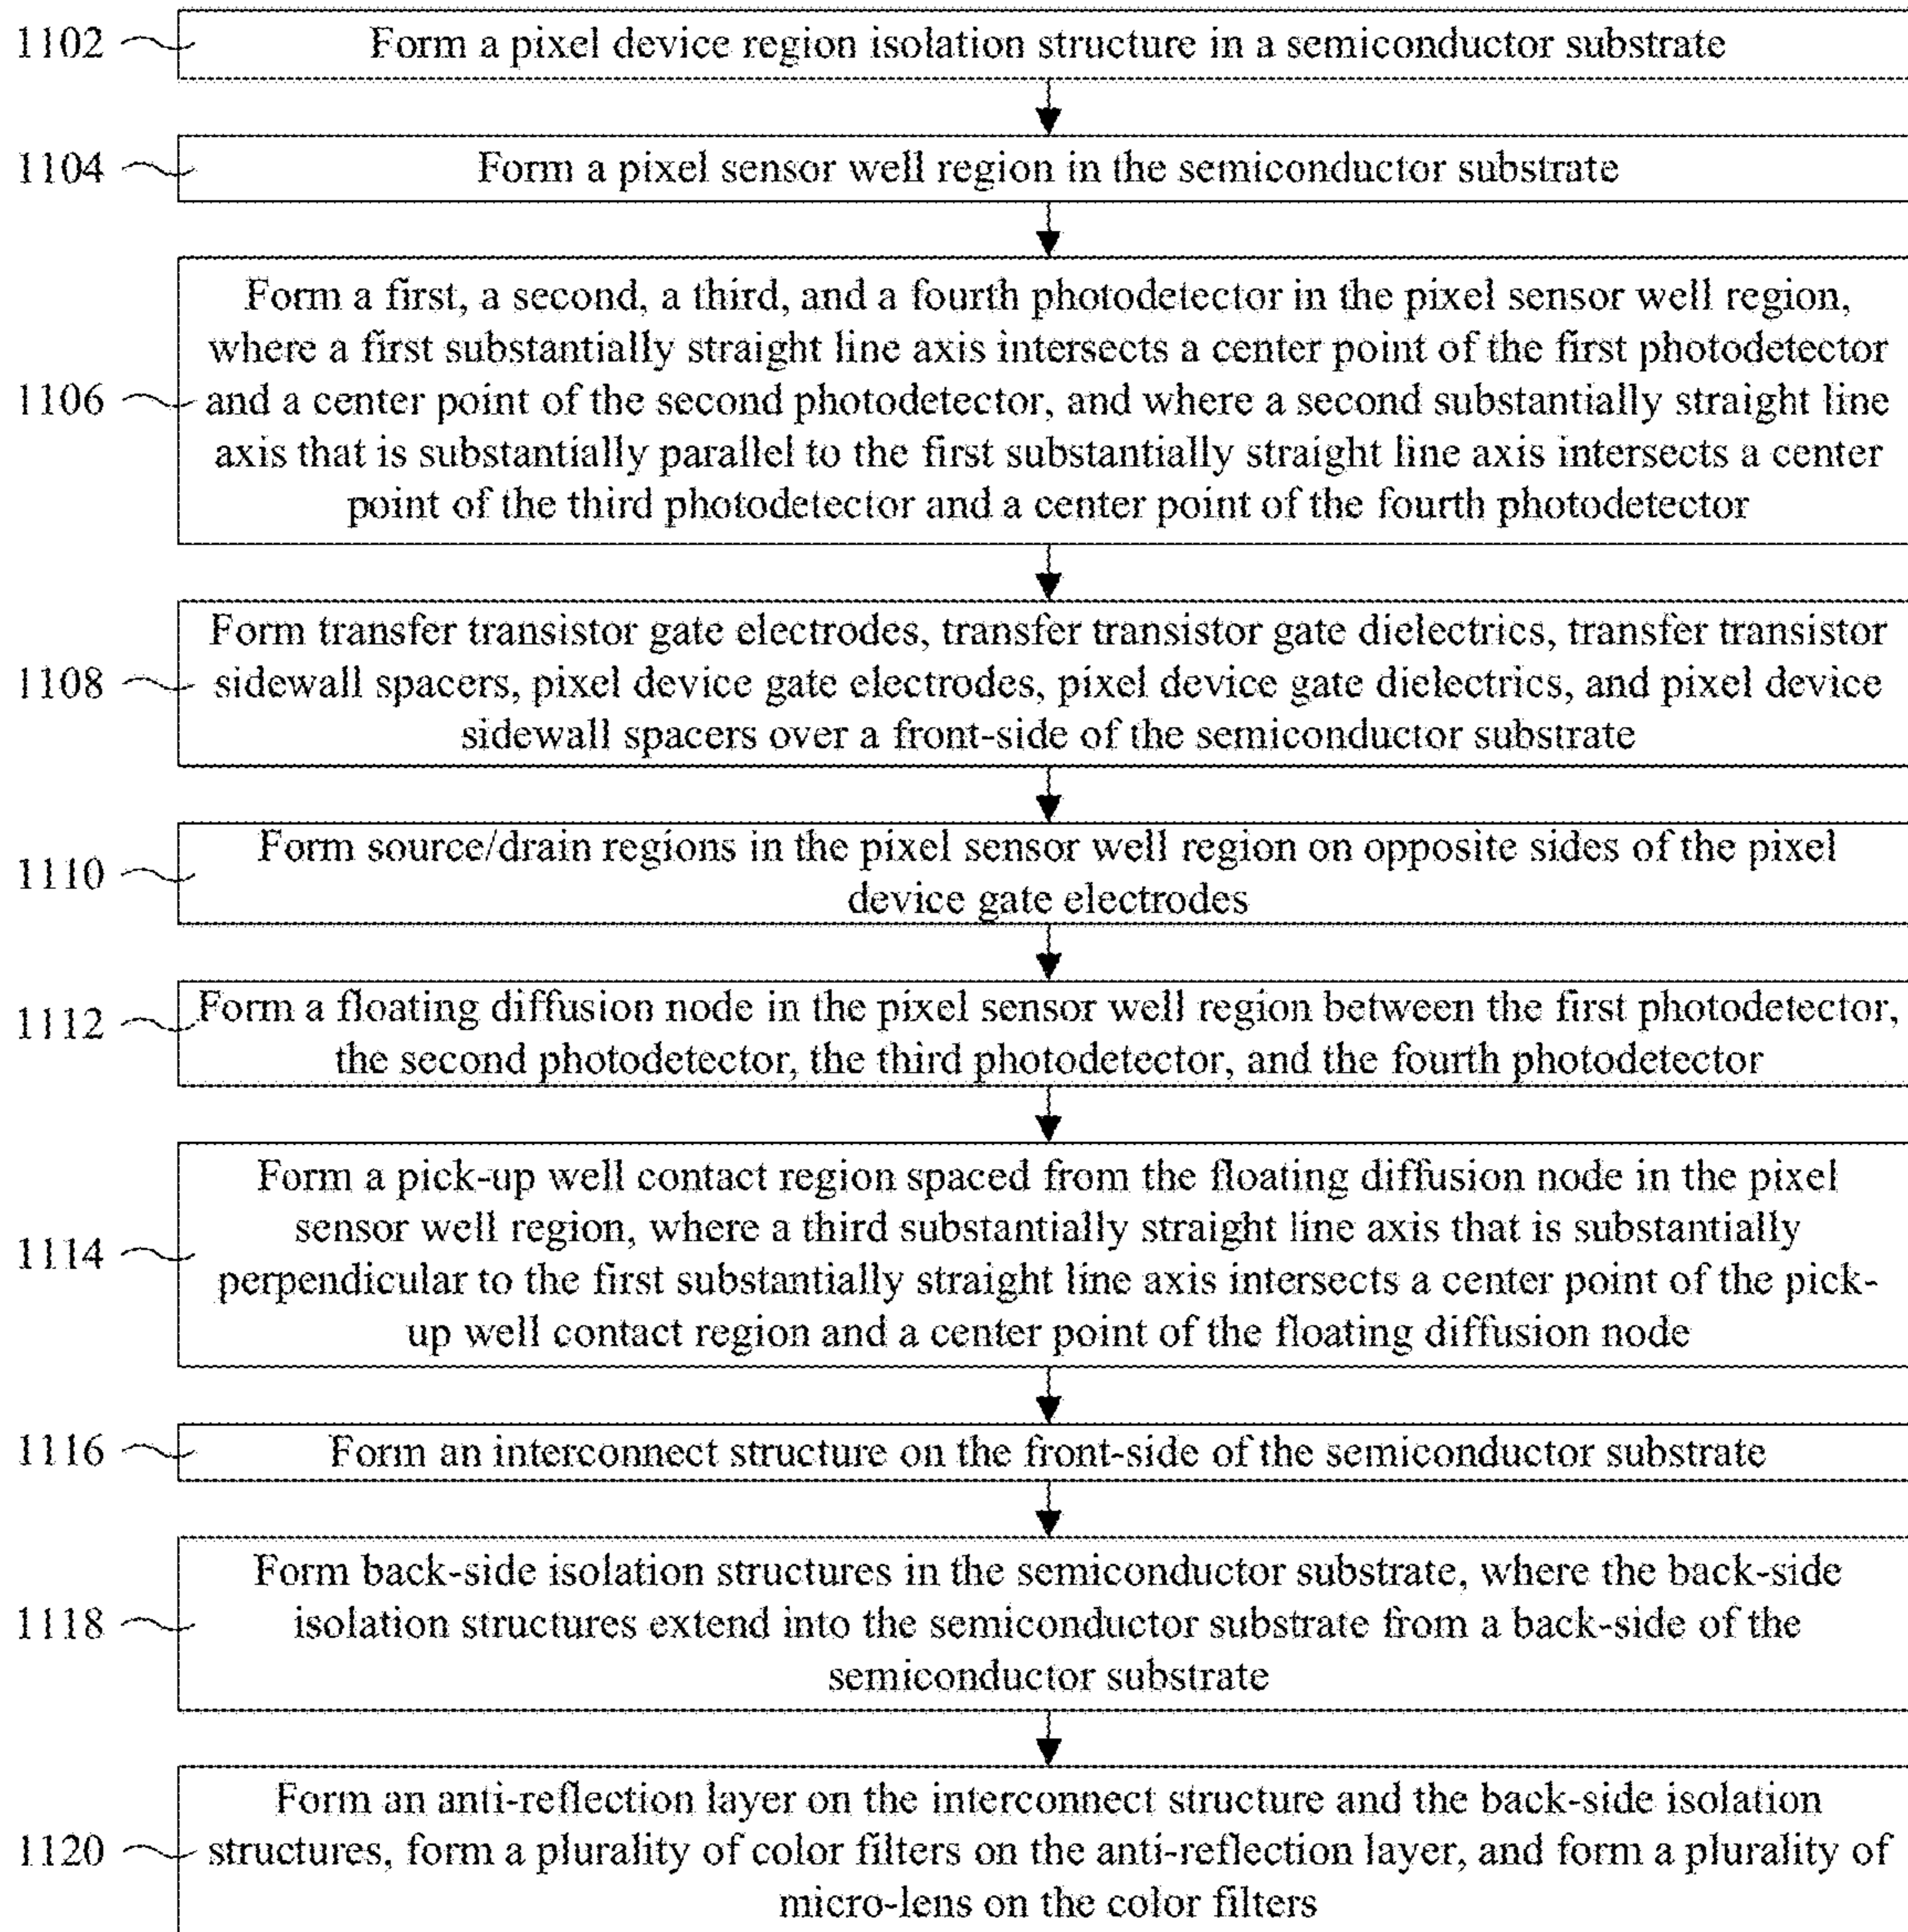 1102
Form a pixel device region isolation structure in a semiconductor substrate
1104
Form a pixel sensor well region in the semiconductor substrate
1106
Form a first, a second, a third, and a fourth photodetector in the pixel sensor well region,
where a first substantially straight line axis intersects a center point of the first photodetector
and a center point of the second photodetector, and where a second substantially straight line
axis that is substantially parallel to the first substantially straight line axis intersects a center
point of the third photodetector and a center point of the fourth photodetector
1108
Form transfer transistor gate electrodes, transfer transistor gate dielectrics, transfer transistor
sidewall spacers, pixel device gate electrodes, pixel device gate dielectrics, and pixel device
sidewall spacers over a front-side of the semiconductor substrate
1110
Form source/drain regions in the pixel sensor well region on opposite sides of the pixel
device gate electrodes
1112
Form a floating diffusion node in the pixel sensor well region between the first photodetector,
the second photodetector, the third photodetector, and the fourth photodetector
1114
Form a pick-up well contact region spaced from the floating diffusion node in the pixel
sensor well region, where a third substantially straight line axis that is substantially
perpendicular to the first substantially straight line axis intersects a center point of the pick-
up well contact region and a center point of the floating diffusion node
1116
Form an interconnect structure on the front-side of the semiconductor substrate
1118
Form back-side isolation structures in the semiconductor substrate, where the back-side
isolation structures extend into the semiconductor substrate from a back-side of the
semiconductor substrate
1120
Form an anti-reflection layer on the interconnect structure and the back-side isolation
structures, form a plurality of color filters on the anti-reflection layer, and form a plurality of
micro-lens on the color filters